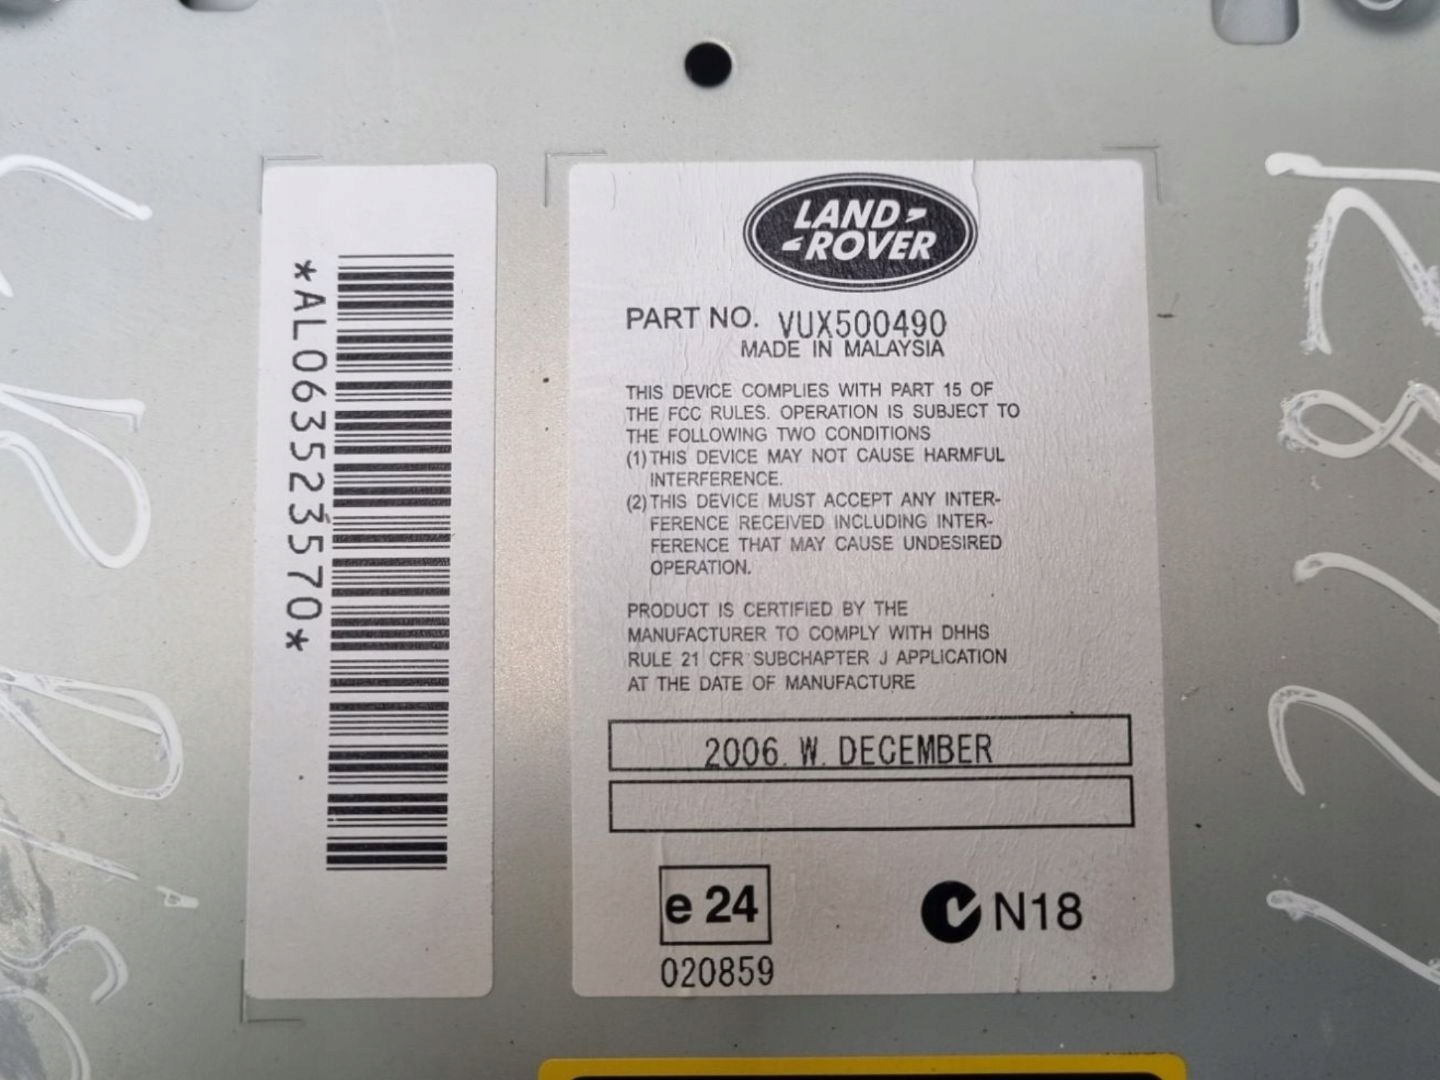 *AL063523570*
LAND-
-ROVER
PART NO. VUX500490
MADE IN MALAYSIA
THIS DEVICE COMPLIES WITH PART 15 OF
THE FCC RULES. OPERATION IS SUBJECT TO
THE FOLLOWING TWO CONDITIONS
(1) THIS DEVICE MAY NOT CAUSE HARMFUL
INTERFERENCE.
(2) THIS DEVICE MUST ACCEPT ANY INTER-
FERENCE RECEIVED INCLUDING INTER-
FERENCE THAT MAY CAUSE UNDESIRED
OPERATION.
PRODUCT IS CERTIFIED BY THE
MANUFACTURER TO COMPLY WITH DHHS
RULE 21 CFR SUBCHAPTER J APPLICATION
AT THE DATE OF MANUFACTURE
2006. W. DECEMBER
e 24
020859
N18